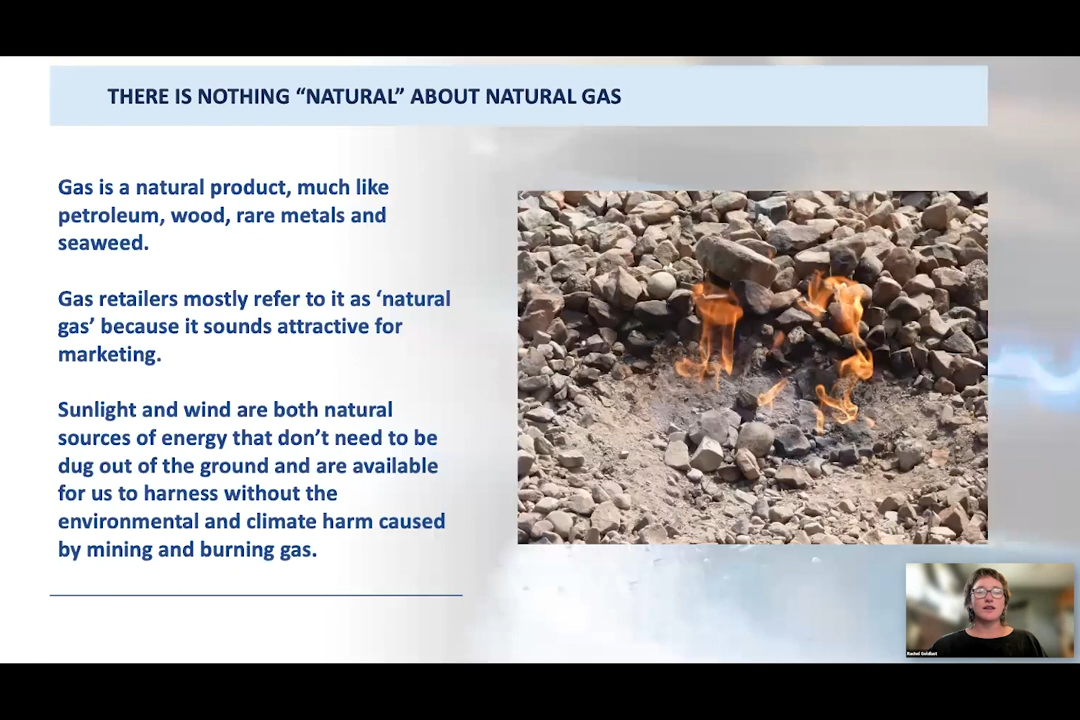 THERE IS NOTHING “NATURAL” ABOUT NATURAL GAS
Gas is a natural product, much like
petroleum, wood, rare metals and
seaweed.
Gas retailers mostly refer to it as ‘natural
gas’ because it sounds attractive for
marketing.
Sunlight and wind are both natural
sources of energy that don’t need to be
dug out of the ground and are available
for us to harness without the
environmental and climate harm caused
by mining and burning gas.
Rachel Goldlust